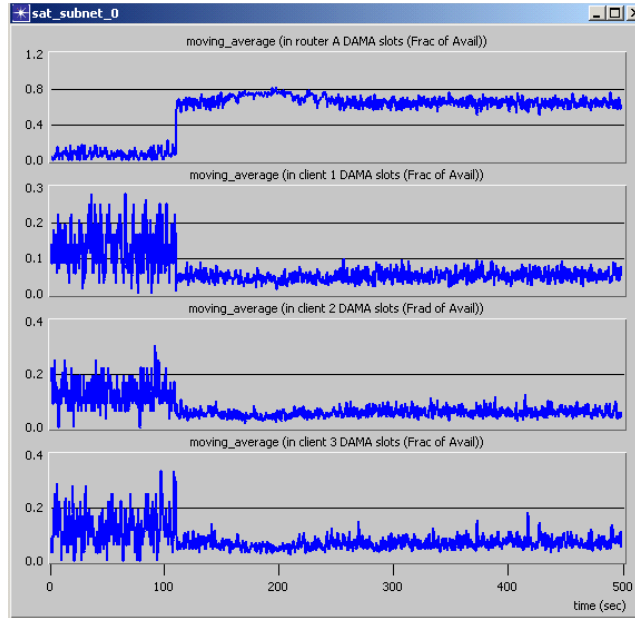 sat_subnet_0
moving_average (in router A DAMA slots (Frac of Avail))
1.2
0.8
0.4
0.0
moving_average (in client 1 DAMA slots (Frac of Avail))
0.3
0.2
0.1
0.0
moving_average (in client 2 DAMA slots (Frad of Avail))
0.4
0.2
0.0
moving_average (in client 3 DAMA slots (Frac of Avail))
0.4
0.2
0.0
0 100 200 300 400 500
time (sec)